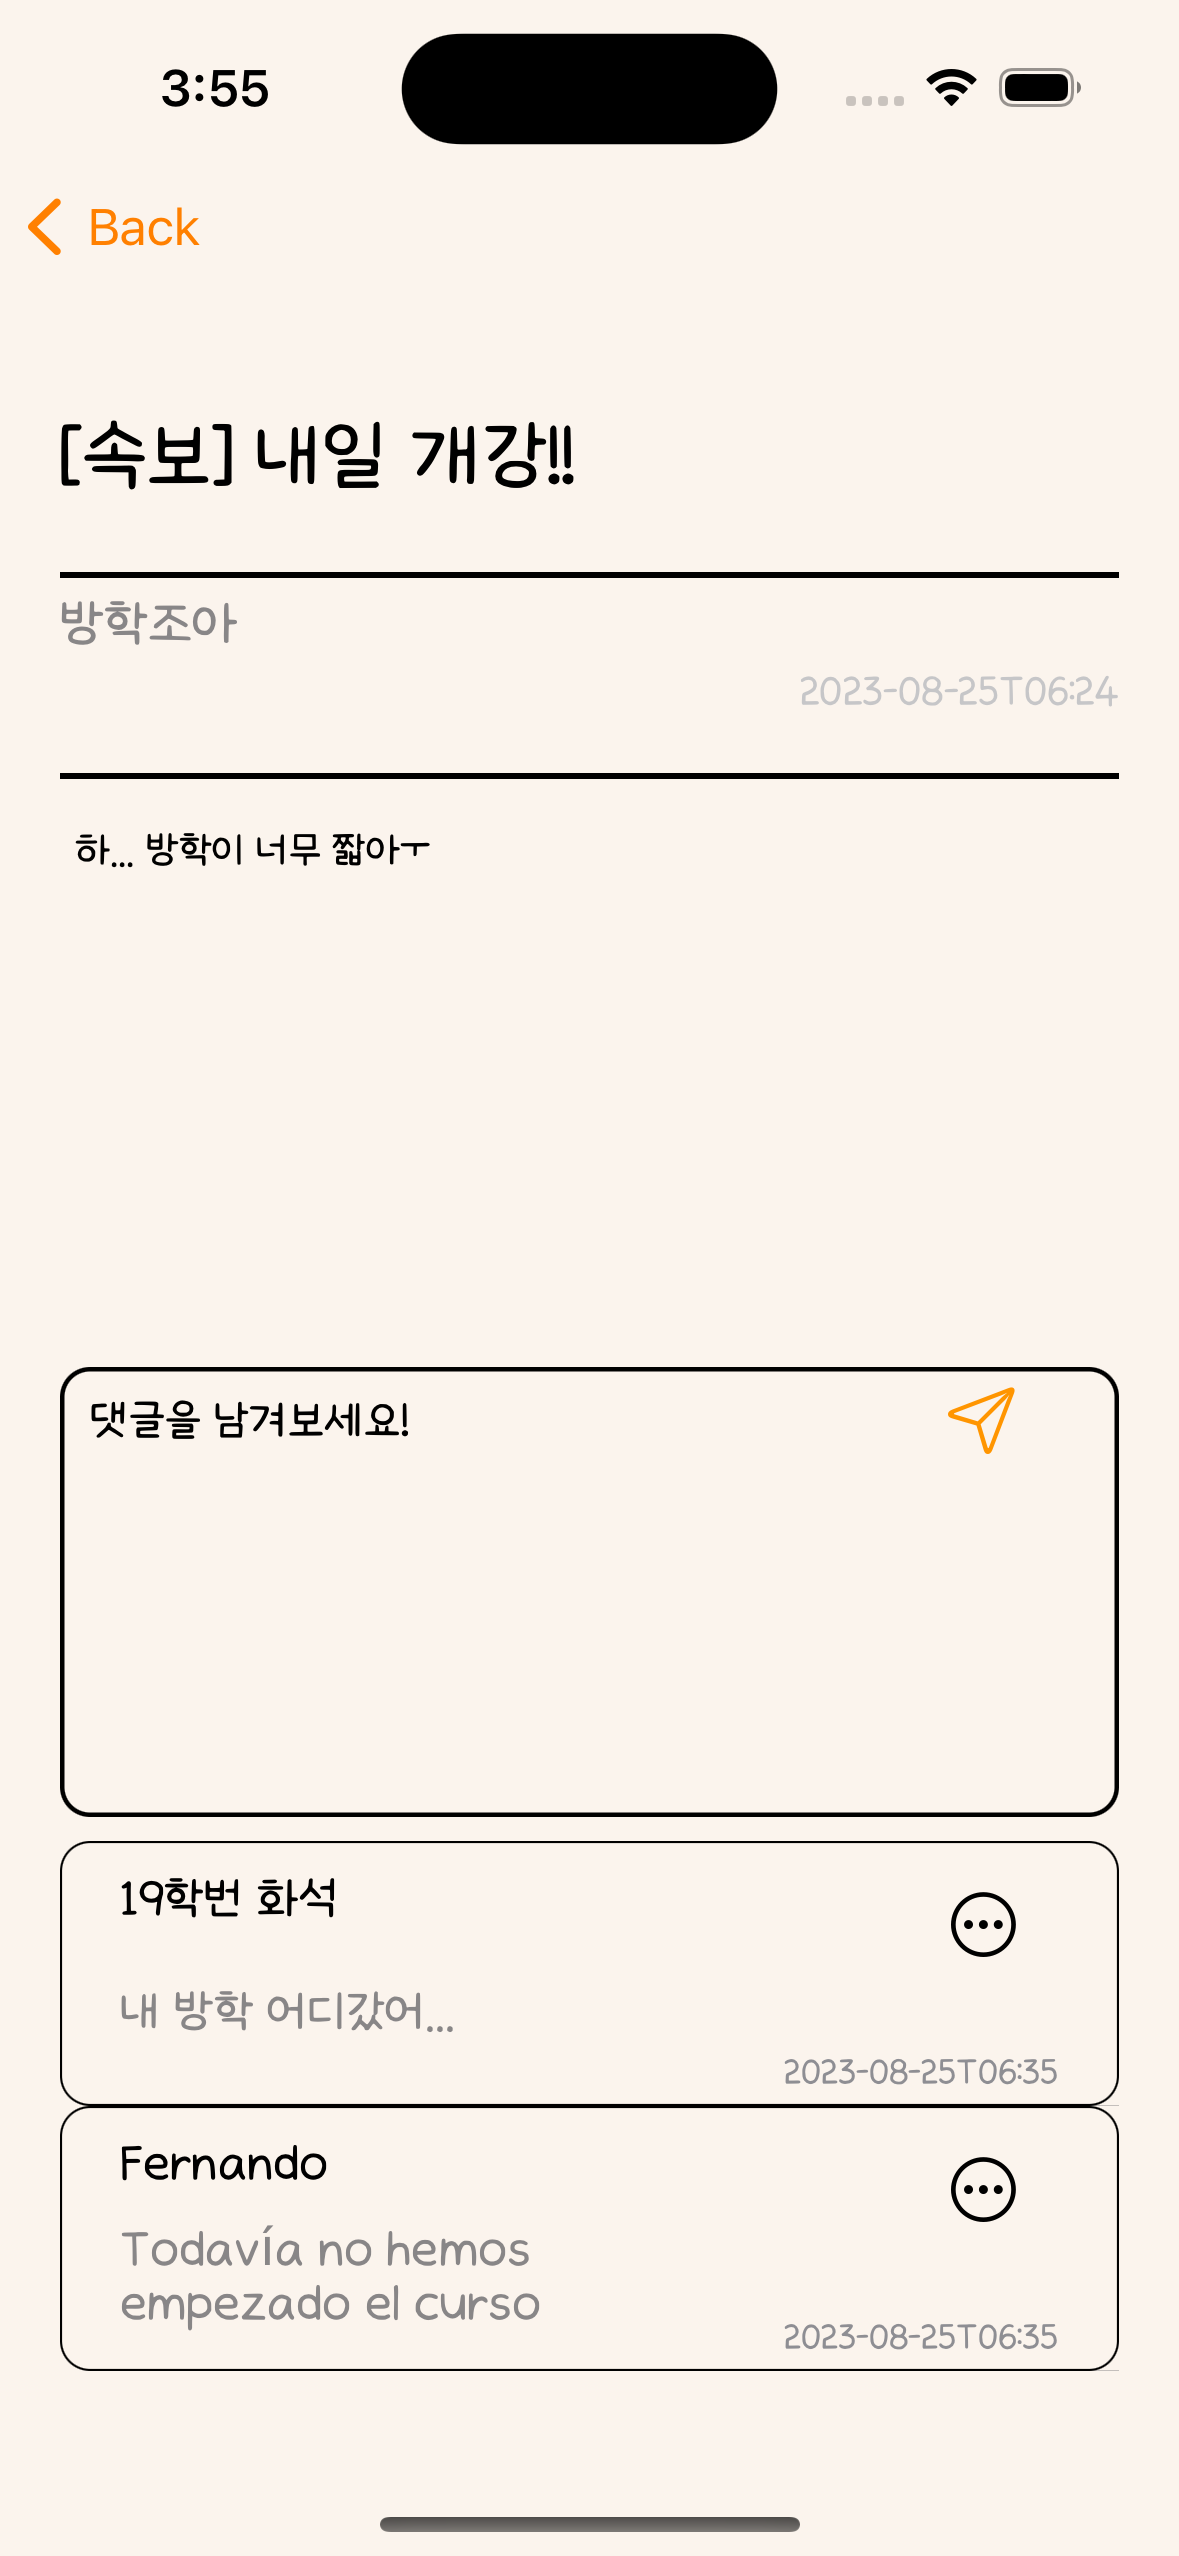 3:55
Back
[속보] 내일 개강!!
방학조아
2023-08-25T06:24
하... 방학이 너무 짧아ㅜ
댓글을 남겨보세요!
19학번 화석
내 방학 어디갔어...
2023-08-25T06:35
Fernando
Todavía no hemos
empezado el curso
2023-08-25T06:35